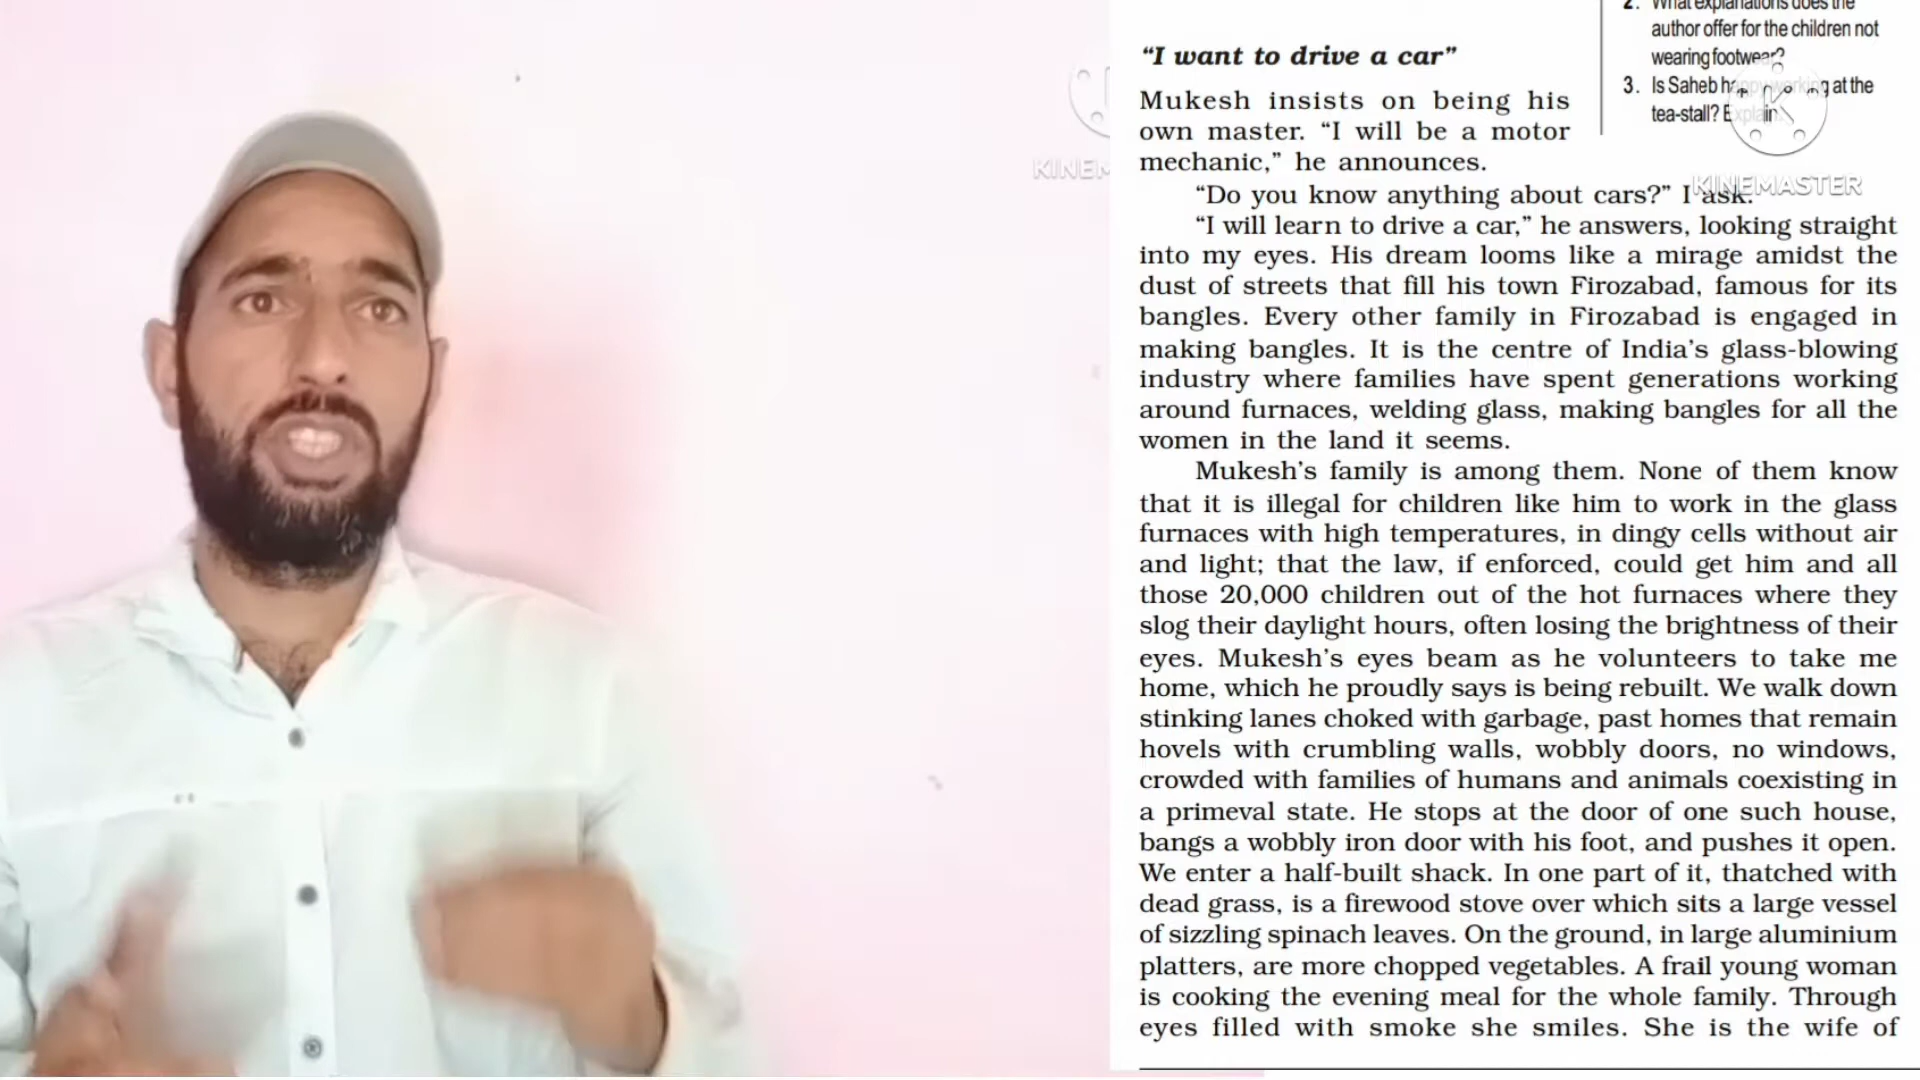 2. What explanations does the
author offer for the children not
wearing footwear?
3. Is Saheb happy working at the
tea-stall? Explain.
“I want to drive a car”
Mukesh insists on being his
own master. “I will be a motor
mechanic,” he announces.
“Do you know anything about cars?” I ask.
“I will learn to drive a car,” he answers, looking straight
into my eyes. His dream looms like a mirage amidst the
dust of streets that fill his town Firozabad, famous for its
bangles. Every other family in Firozabad is engaged in
making bangles. It is the centre of India’s glass-blowing
industry where families have spent generations working
around furnaces, welding glass, making bangles for all the
women in the land it seems.
Mukesh’s family is among them. None of them know
that it is illegal for children like him to work in the glass
furnaces with high temperatures, in dingy cells without air
and light; that the law, if enforced, could get him and all
those 20,000 children out of the hot furnaces where they
slog their daylight hours, often losing the brightness of their
eyes. Mukesh’s eyes beam as he volunteers to take me
home, which he proudly says is being rebuilt. We walk down
stinking lanes choked with garbage, past homes that remain
hovels with crumbling walls, wobbly doors, no windows,
crowded with families of humans and animals coexisting in
a primeval state. He stops at the door of one such house,
bangs a wobbly iron door with his foot, and pushes it open.
We enter a half-built shack. In one part of it, thatched with
dead grass, is a firewood stove over which sits a large vessel
of sizzling spinach leaves. On the ground, in large aluminium
platters, are more chopped vegetables. A frail young woman
is cooking the evening meal for the whole family. Through
eyes filled with smoke she smiles. She is the wife of
KINEM
K
KINEMASTER